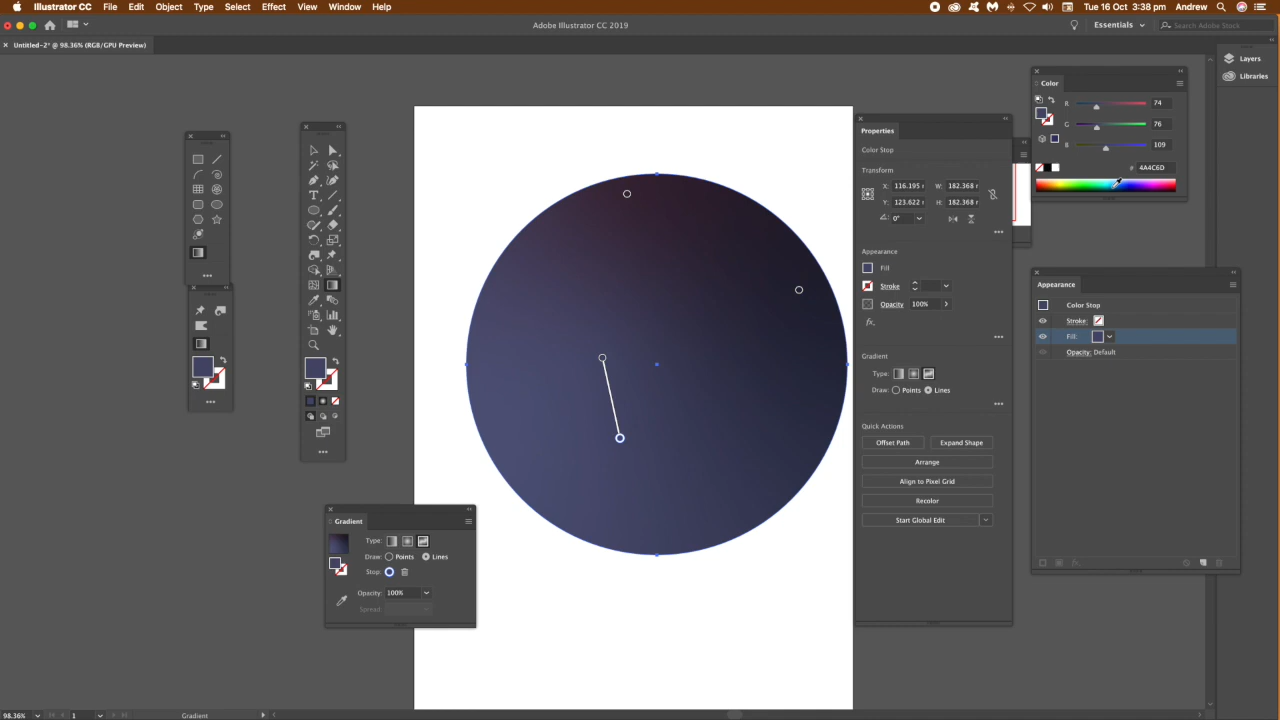 Illustrator CC File Edit Object Type Select Effect View Window Help Tue 16 Oct 3:38 pm Andrew
Adobe Illustrator CC 2019 Essentials Search Adobe Stock
Untitled-2* @ 98.36% (RGB/GPU Preview)
Layers
Libraries
Color
R 74
G 76
B 109
# 4A4C6D
Properties
Color Stop
Transform
X: 116.195 W: 182.368
Y: 123.622 H: 182.368
0°
Appearance
Fill
Stroke
Opacity 100%
fx.
Gradient
Type:
Draw: Points Lines
Quick Actions
Offset Path Expand Shape
Arrange
Align to Pixel Grid
Recolor
Start Global Edit
Appearance
Color Stop
Stroke:
Fill:
Opacity: Default
Gradient
Type:
Draw: Points Lines
Stop:
Opacity: 100%
Spread:
98.36% 1 Gradient